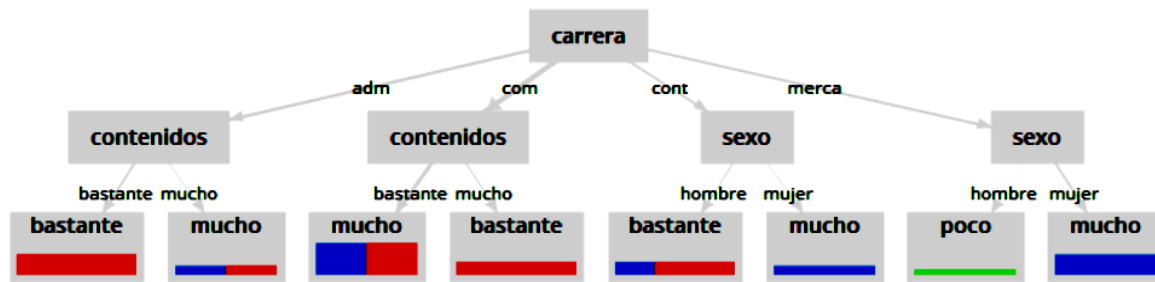 carrera
adm com cont merca
contenidos contenidos sexo sexo
bastante mucho bastante mucho hombre mujer hombre mujer
bastante mucho mucho bastante bastante mucho poco mucho